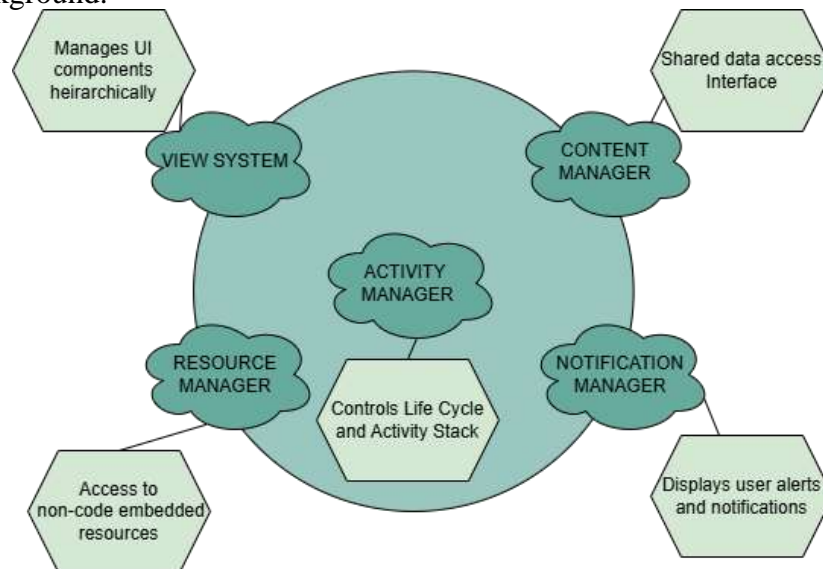 Manages UI
components
heirarchically
Shared data access
Interface
VIEW SYSTEM
CONTENT
MANAGER
ACTIVITY
MANAGER
RESOURCE
MANAGER
NOTIFICATION
MANAGER
Controls Life Cycle
and Activity Stack
Access to
non-code embedded
resources
Displays user alerts
and notifications